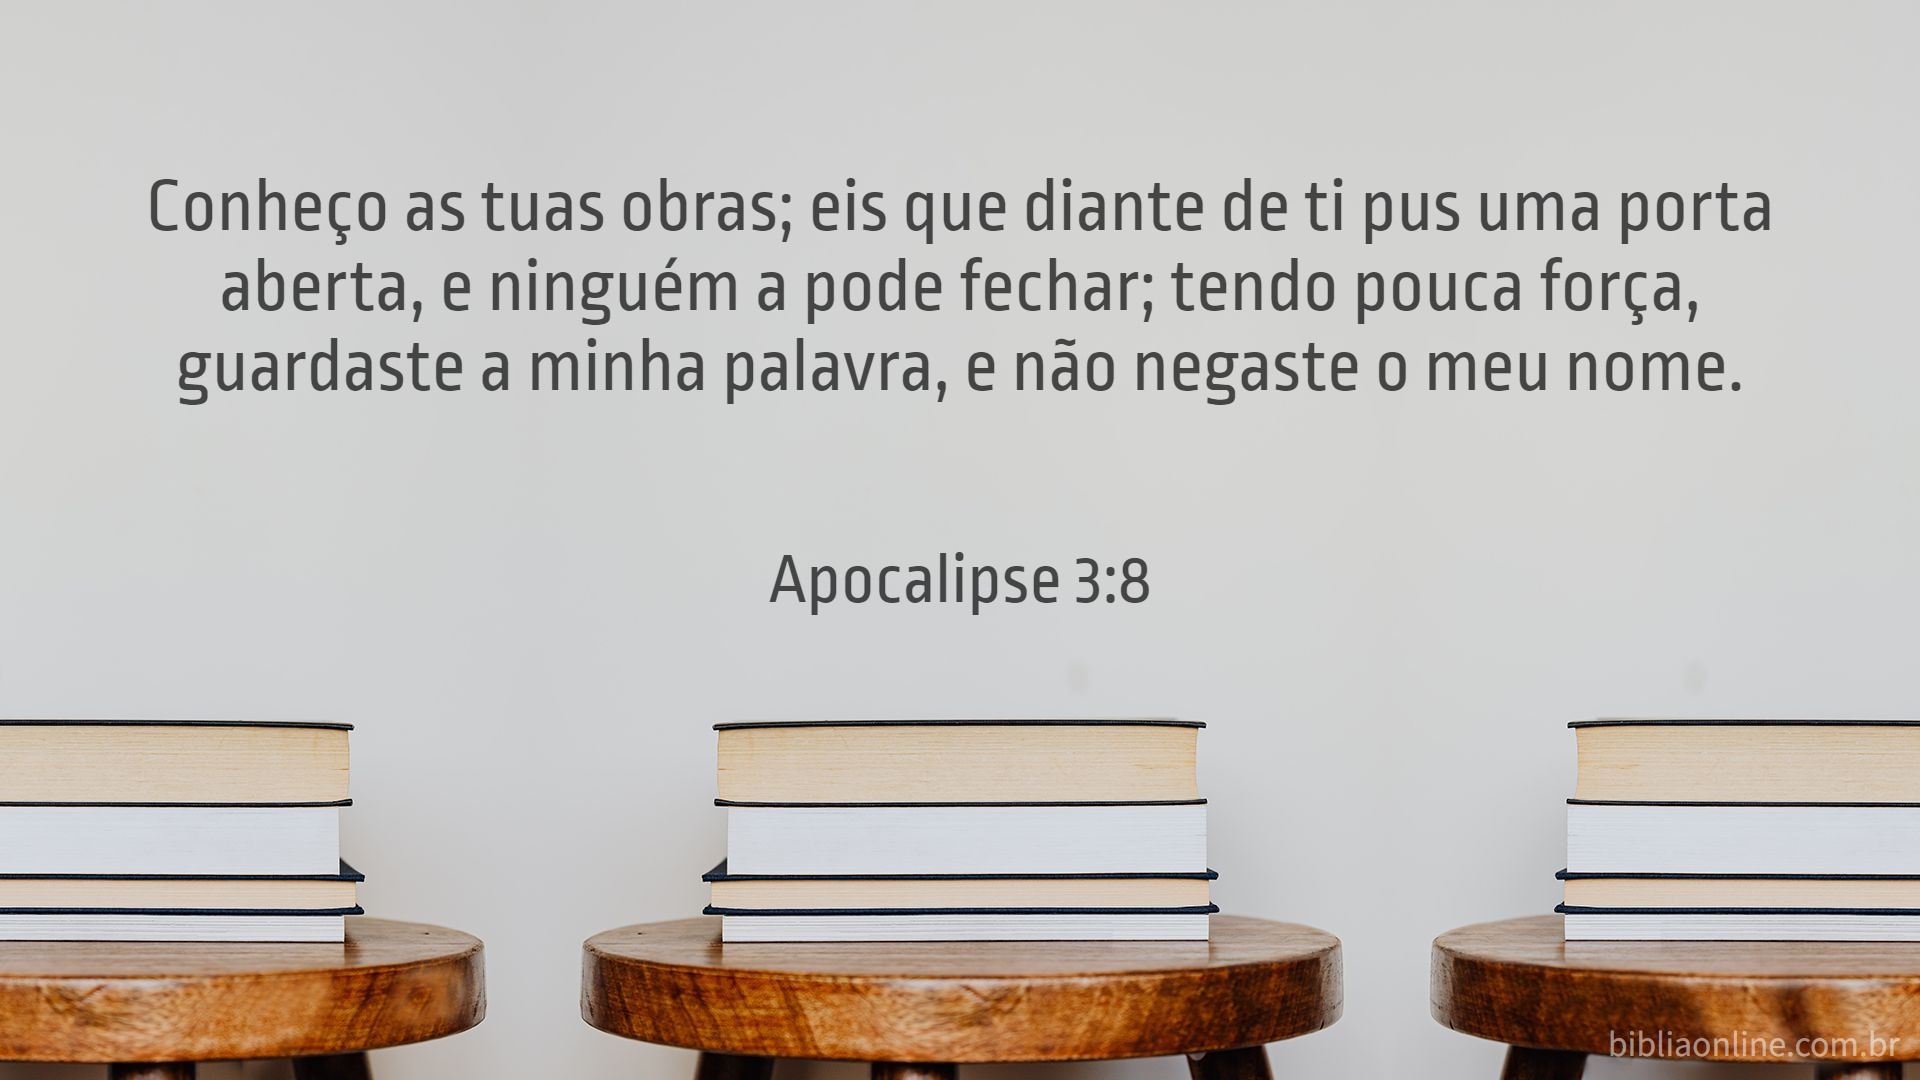 Conheço as tuas obras; eis que diante de ti pus uma porta
aberta, e ninguém a pode fechar; tendo pouca força,
guardaste a minha palavra, e não negaste o meu nome.
Apocalipse 3:8
bibliaonline.com.br